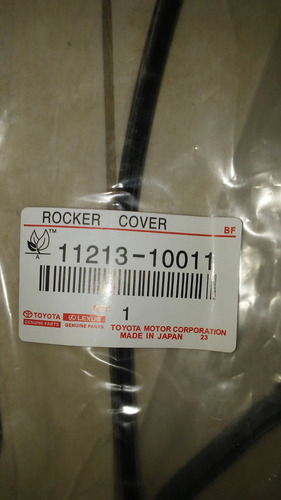 ROCKER COVER
BF
TM
A
11213-10011
1
TOYOTA
GENUINE PARTS
LEXUS
GENUINE PARTS
TOYOTA MOTOR CORPORATION
MADE IN JAPAN 23